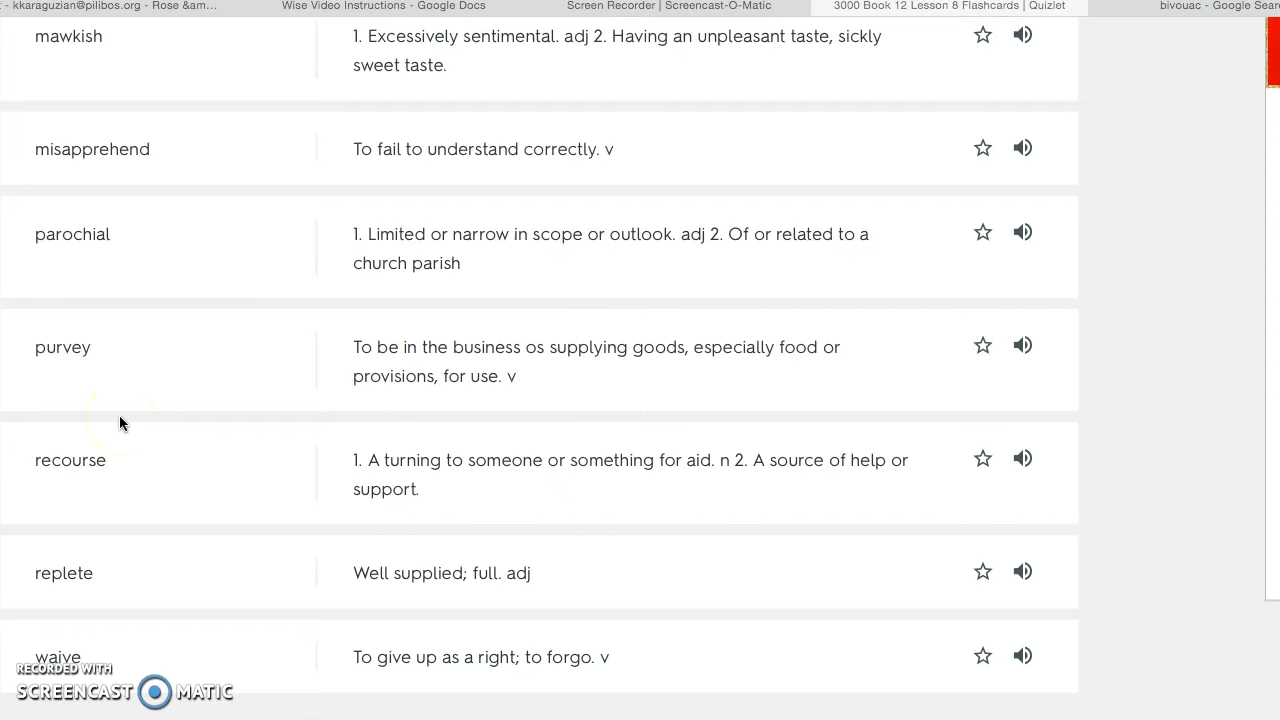 - kkaraguzian@pilibos.org - Rose &am...
Wise Video Instructions - Google Docs
Screen Recorder | Screencast-O-Matic
3000 Book 12 Lesson 8 Flashcards | Quizlet
bivouac - Google Sear
mawkish
1. Excessively sentimental. adj 2. Having an unpleasant taste, sickly
sweet taste.
misapprehend
To fail to understand correctly. v
parochial
1. Limited or narrow in scope or outlook. adj 2. Of or related to a
church parish
purvey
To be in the business os supplying goods, especially food or
provisions, for use. v
recourse
1. A turning to someone or something for aid. n 2. A source of help or
support.
replete
Well supplied; full. adj
waive
To give up as a right; to forgo. v
RECORDED WITH
SCREENCAST MATIC